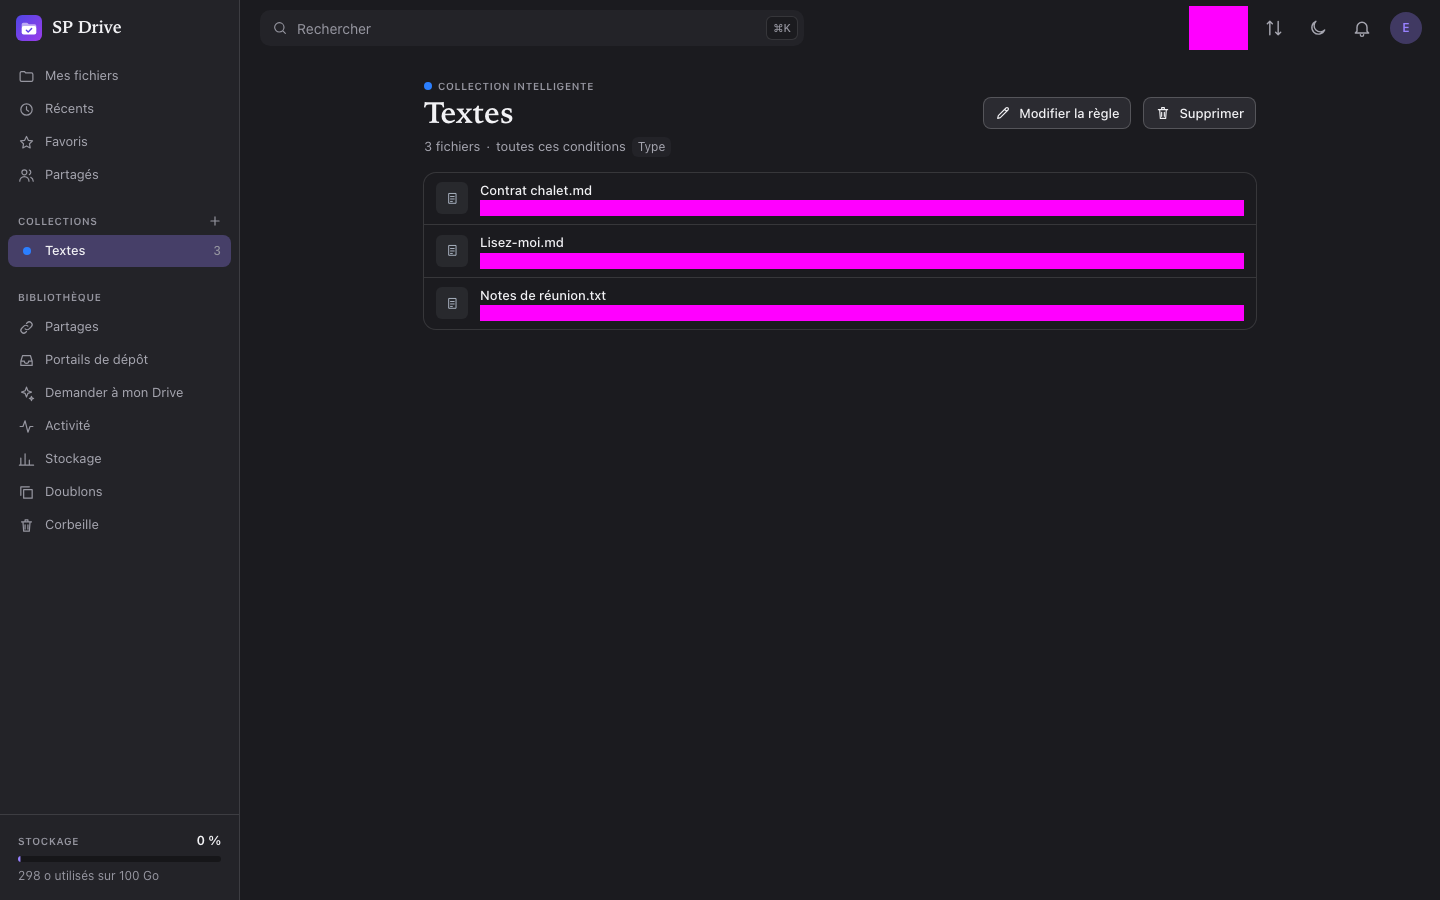 SP Drive
Rechercher
⌘K
E
Mes fichiers
Récents
Favoris
Partagés
COLLECTIONS
Textes 3
BIBLIOTHÈQUE
Partages
Portails de dépôt
Demander à mon Drive
Activité
Stockage
Doublons
Corbeille
STOCKAGE 0 %
298 o utilisés sur 100 Go
COLLECTION INTELLIGENTE
Textes
Modifier la règle
Supprimer
3 fichiers · toutes ces conditions Type
Contrat chalet.md
Lisez-moi.md
Notes de réunion.txt